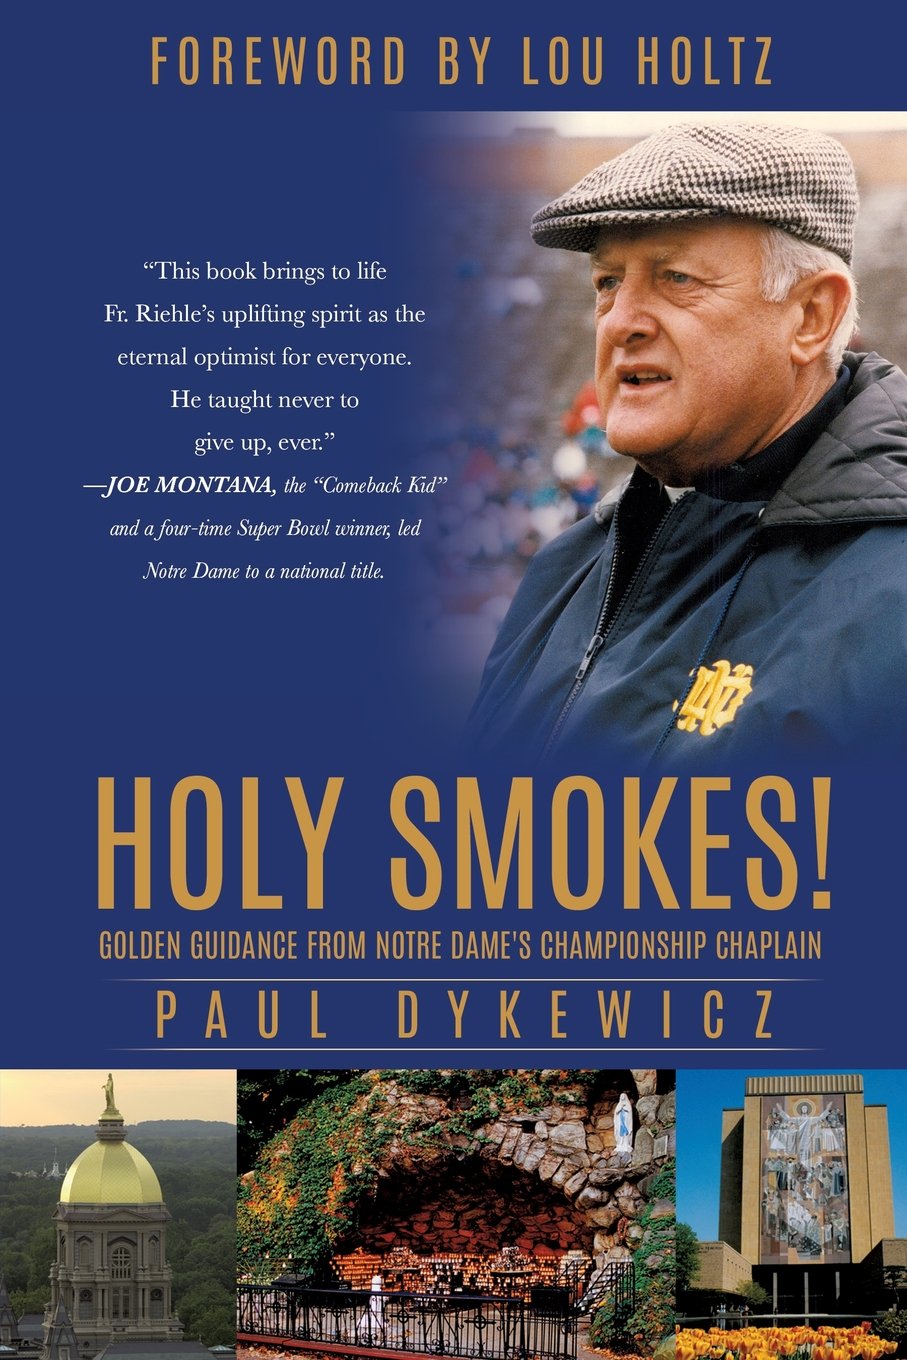 FOREWORD BY LOU HOLTZ
“This book brings to life
Fr. Riehle’s uplifting spirit as the
eternal optimist for everyone.
He taught never to
give up, ever.”
—JOE MONTANA, the “Comeback Kid”
and a four-time Super Bowl winner, led
Notre Dame to a national title.
ND
HOLY SMOKES!
GOLDEN GUIDANCE FROM NOTRE DAME'S CHAMPIONSHIP CHAPLAIN
PAUL DYKEWICZ